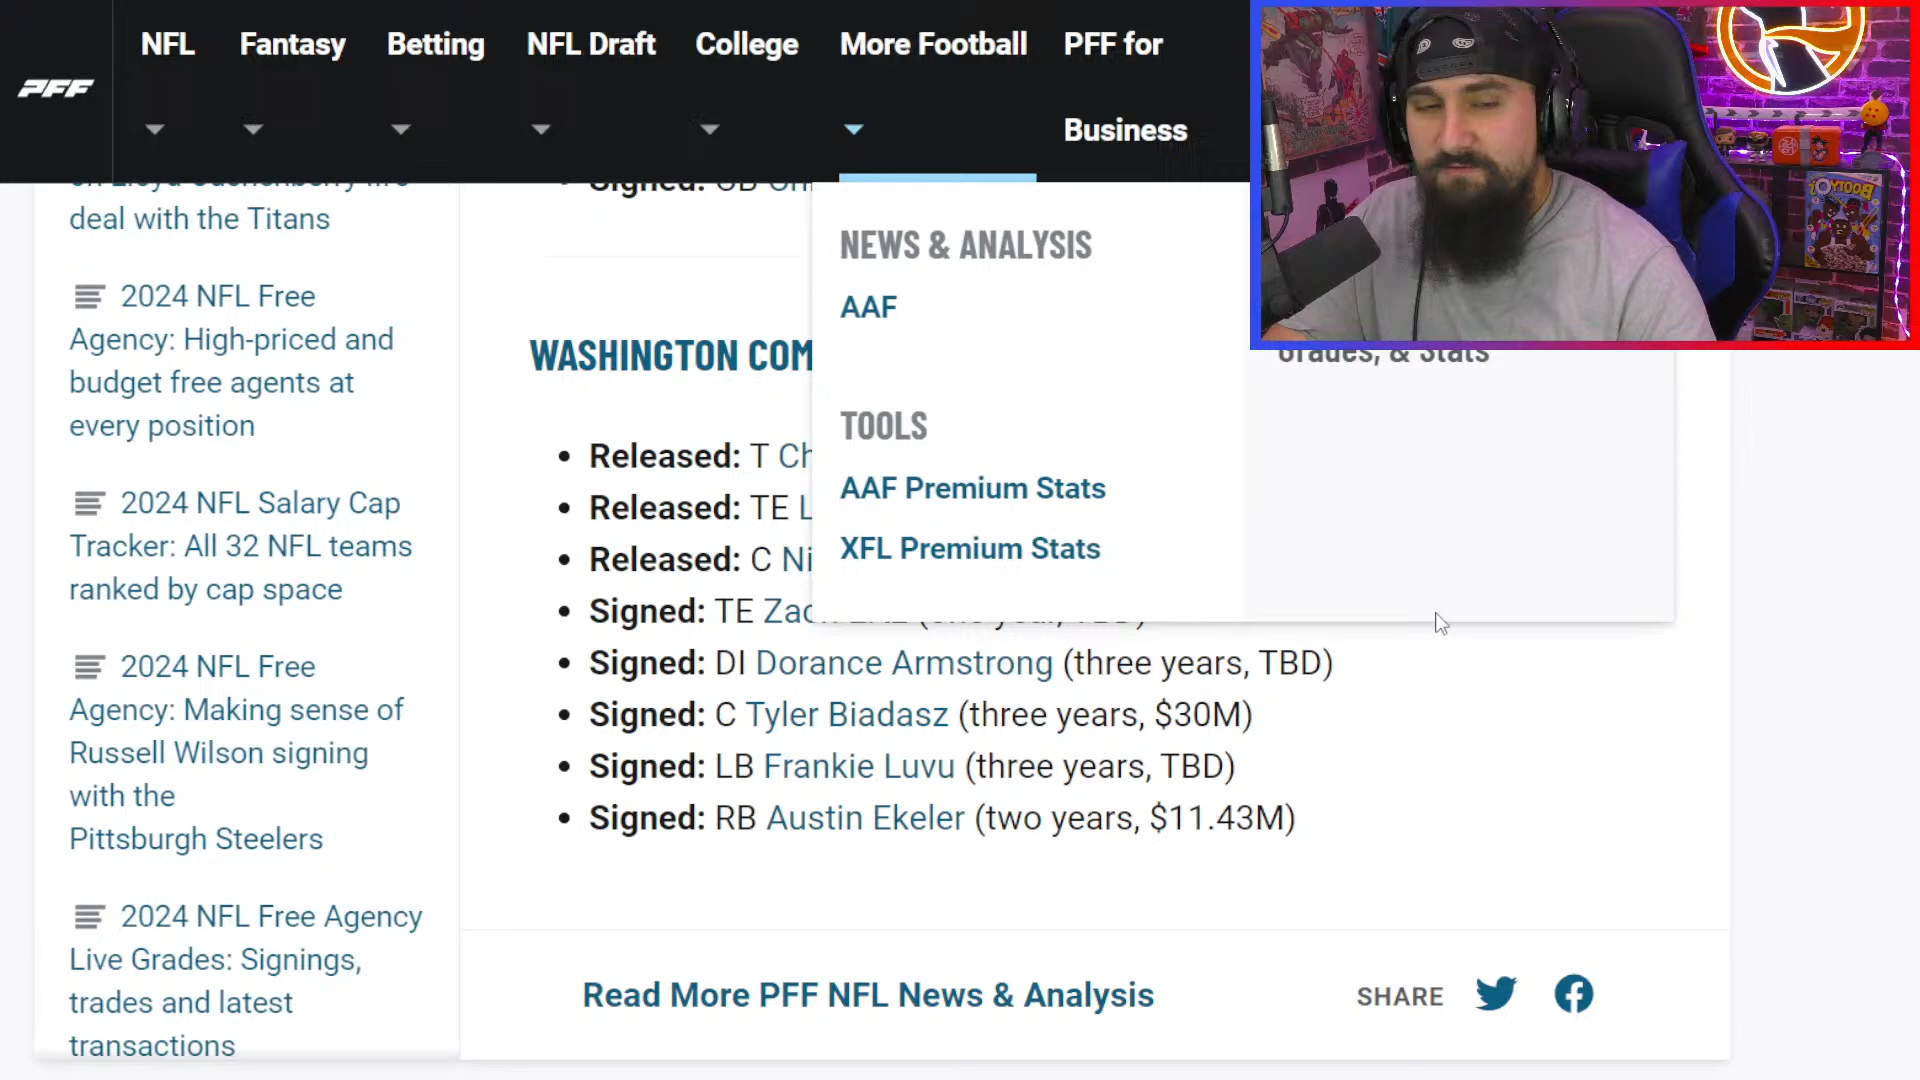 PFF
NFL
Fantasy
Betting
NFL Draft
College
More Football
PFF for
Business
deal with the Titans
2024 NFL Free
Agency: High-priced and
budget free agents at
every position
2024 NFL Salary Cap
Tracker: All 32 NFL teams
ranked by cap space
2024 NFL Free
Agency: Making sense of
Russell Wilson signing
with the
Pittsburgh Steelers
2024 NFL Free Agency
Live Grades: Signings,
trades and latest
transactions
Signed:
WASHINGTON COM
Released: T Ch
Released: TE L
Released: C Ni
Signed: TE
Signed: DI Dorance Armstrong (three years, TBD)
Signed: C Tyler Biadasz (three years, $30M)
Signed: LB Frankie Luvu (three years, TBD)
Signed: RB Austin Ekeler (two years, $11.43M)
NEWS & ANALYSIS
AAF
TOOLS
AAF Premium Stats
XFL Premium Stats
Grades, & Stats
Read More PFF NFL News & Analysis
SHARE